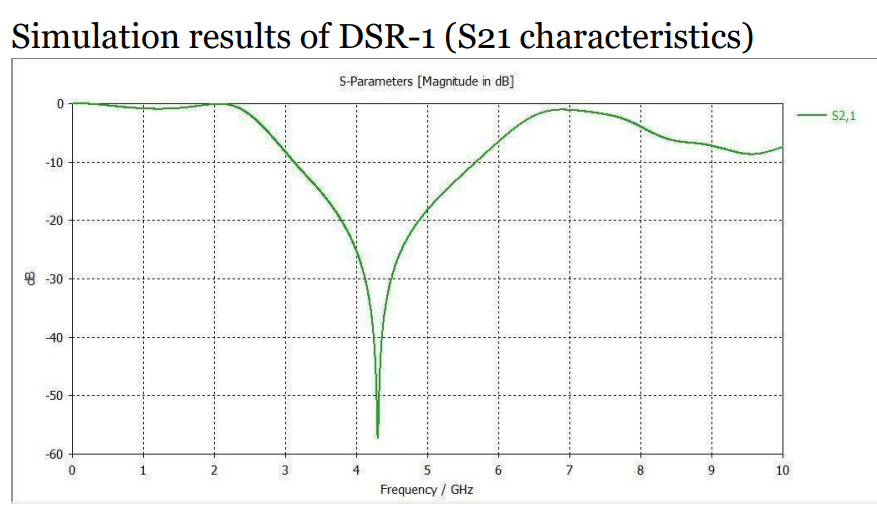 Simulation results of DSR-1 (S21 characteristics)
S-Parameters [Magnitude in dB]
S2,1
0
-10
-20
-30
-40
-50
-60
dB
0 1 2 3 4 5 6 7 8 9 10
Frequency / GHz